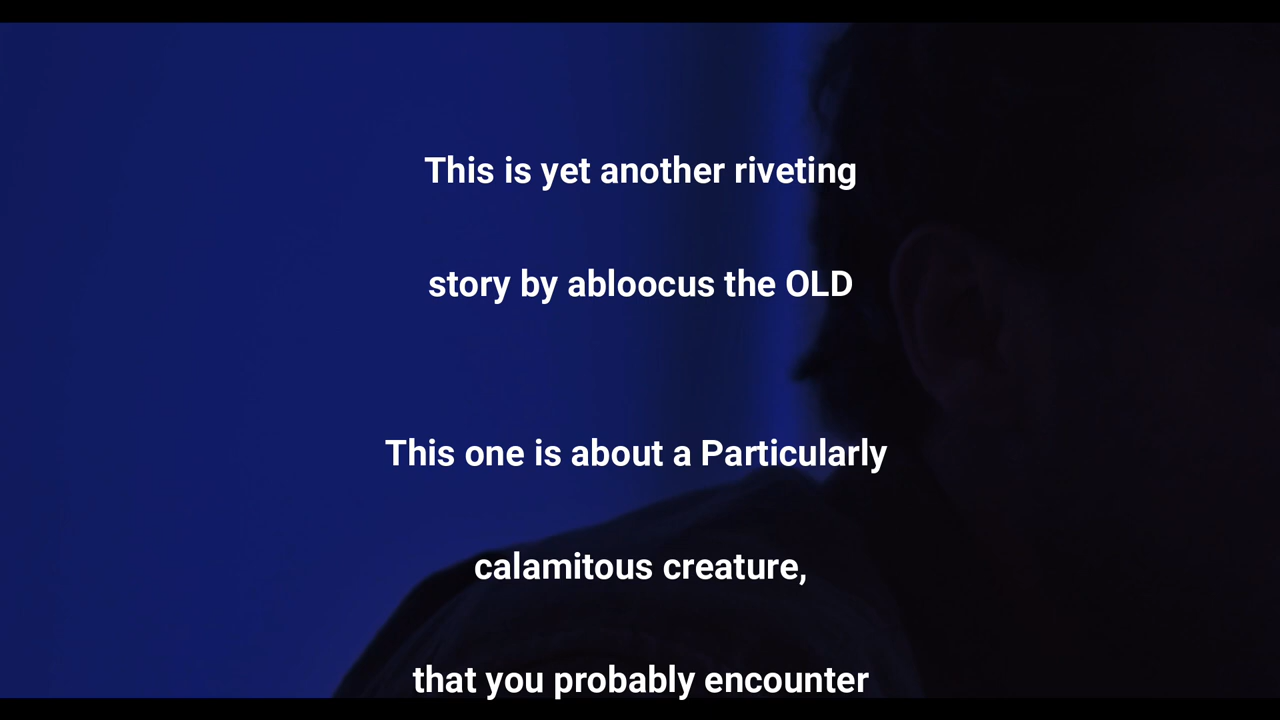 This is yet another riveting
story by abloocus the OLD
This one is about a Particularly
calamitous creature,
that you probably encounter